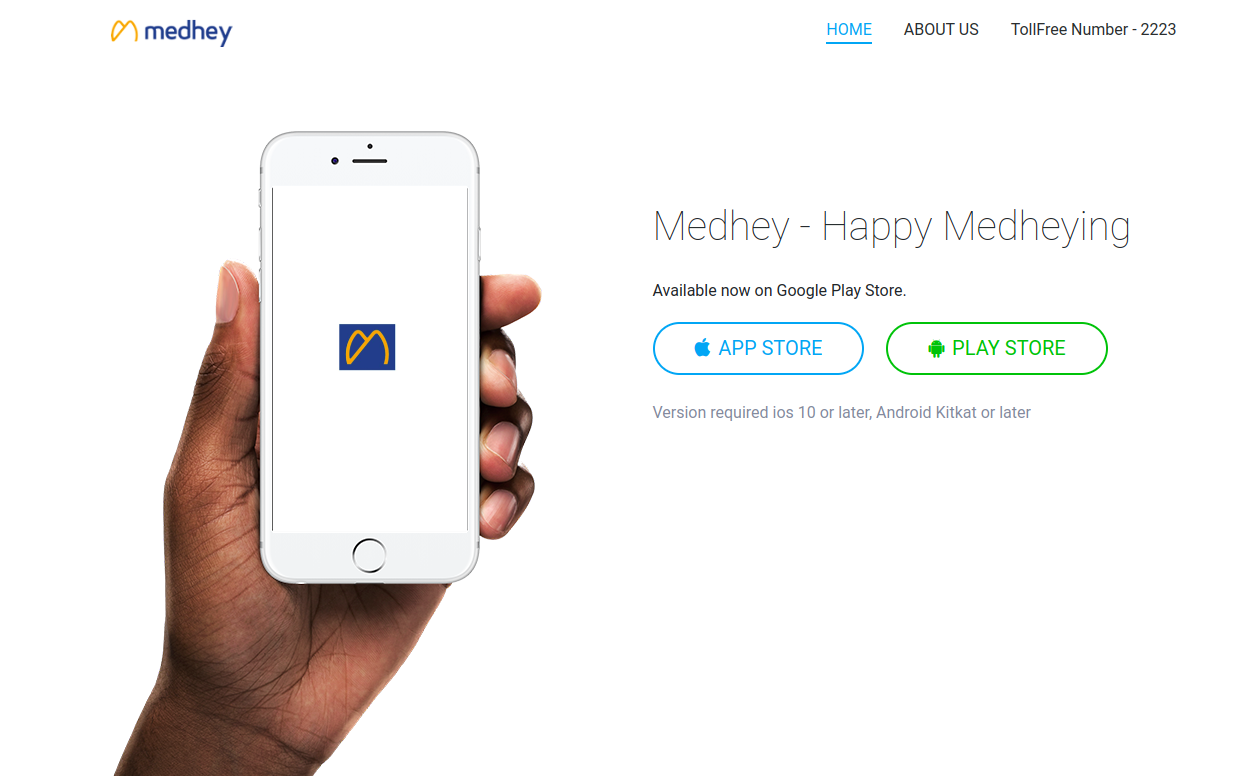 medhey
HOME ABOUT US TollFree Number - 2223
Medhey - Happy Medheying
Available now on Google Play Store.
APP STORE PLAY STORE
Version required ios 10 or later, Android Kitkat or later